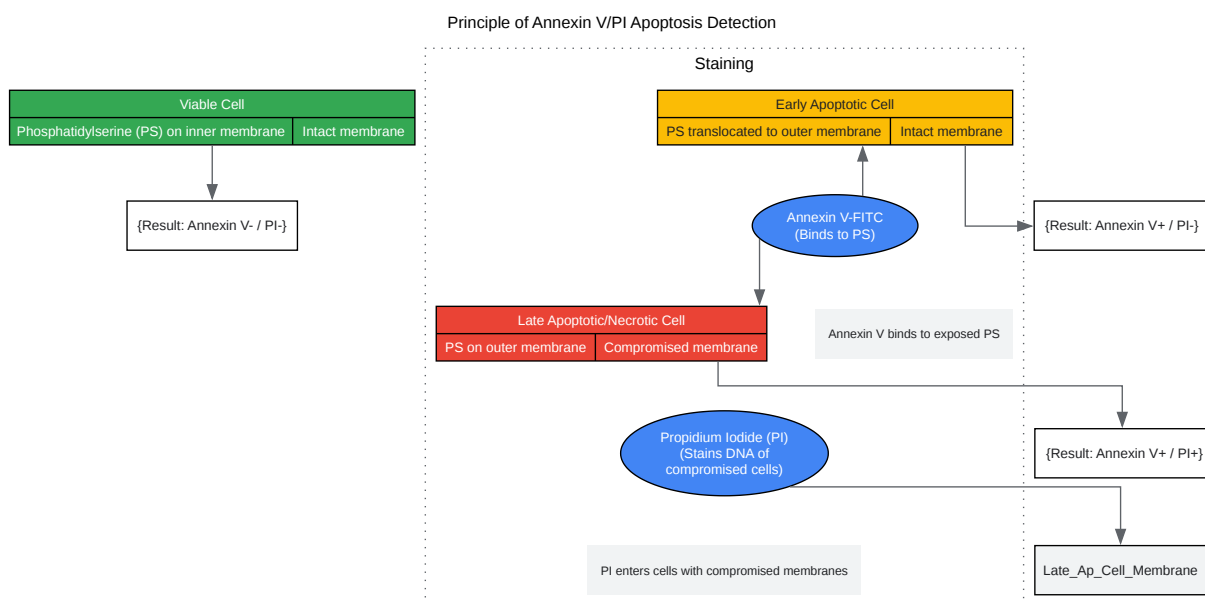 Principle of Annexin V/PI Apoptosis Detection
Staining
Viable Cell
Phosphatidylserine (PS) on inner membrane
Intact membrane
Early Apoptotic Cell
PS translocated to outer membrane
Intact membrane
{Result: Annexin V- / PI-}
Annexin V-FITC
(Binds to PS)
{Result: Annexin V+ / PI-}
Late Apoptotic/Necrotic Cell
PS on outer membrane
Compromised membrane
Annexin V binds to exposed PS
Propidium Iodide (PI)
(Stains DNA of
compromised cells)
{Result: Annexin V+ / PI+}
PI enters cells with compromised membranes
Late_Ap_Cell_Membrane